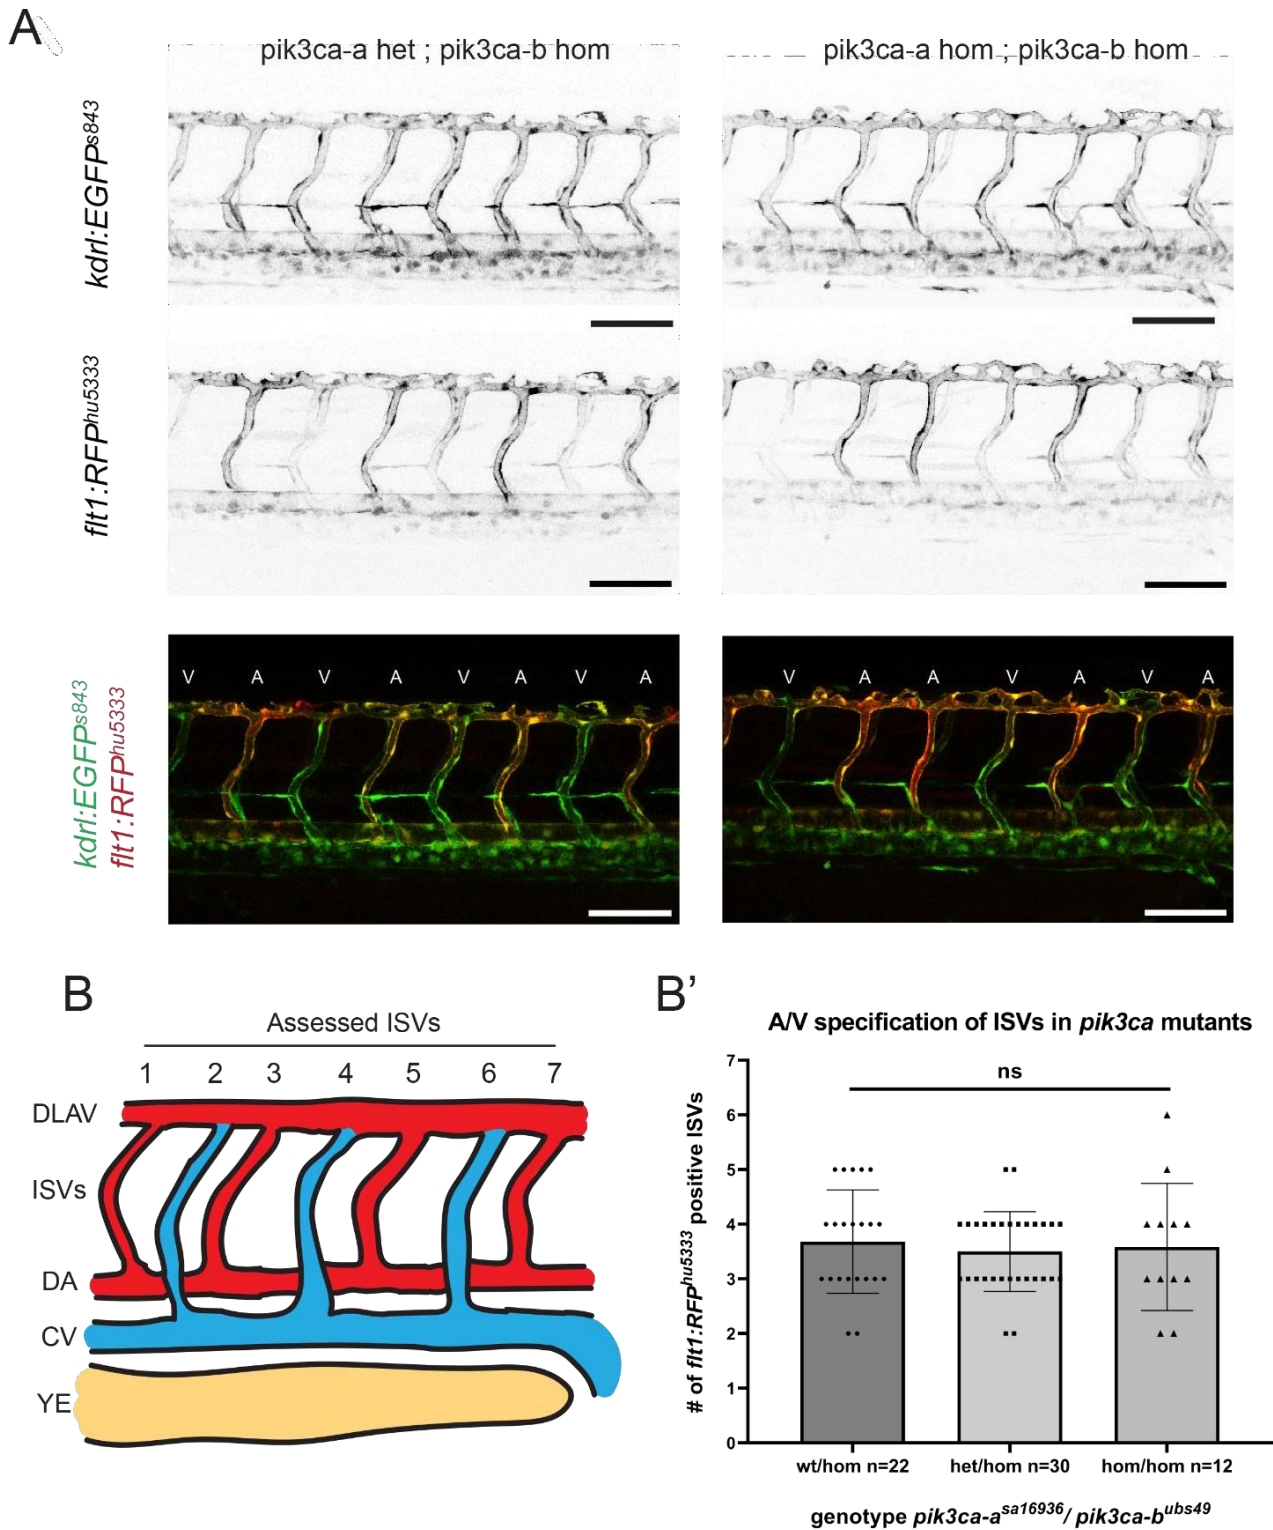 A
pik3ca-a het ; pik3ca-b hom
pik3ca-a hom ; pik3ca-b hom
kdrl:EGFPs843
flt1:RFPhu5333
kdrl:EGFPs843
flt1:RFPhu5333
V A V A V A V A
V A A V A V A
B
Assessed ISVs
1 2 3 4 5 6 7
DLAV
ISVs
DA
CV
YE
B’
A/V specification of ISVs in pik3ca mutants
ns
# of flt1:RFPhu5333 positive ISVs
7
6
5
4
3
2
1
0
wt/hom n=22 het/hom n=30 hom/hom n=12
genotype pik3ca-asa16936/ pik3ca-bubs49